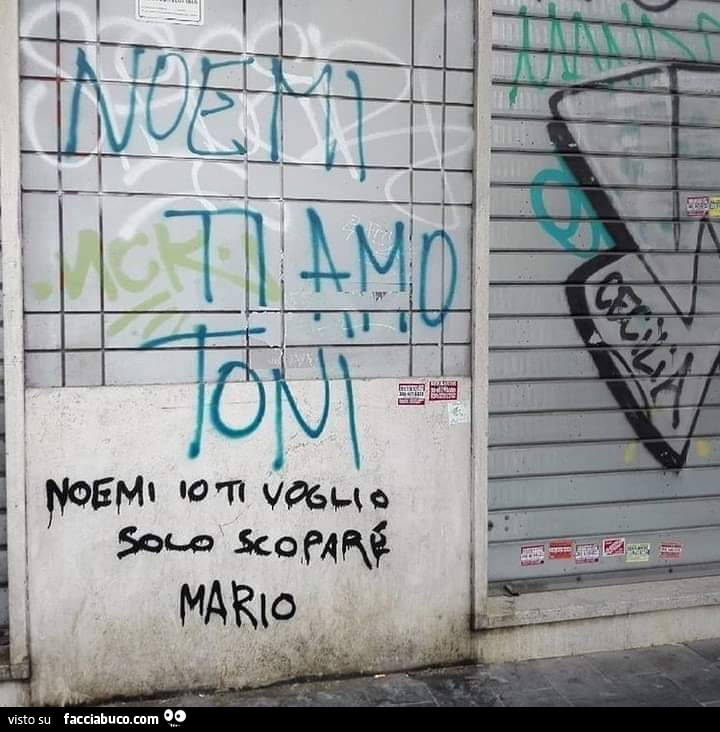 NOEMI
TI AMO
TONI
NOEMI IO TI VOGLIO
SOLO SCOPARE
MARIO
CECILIA
visto su facciabuco.com